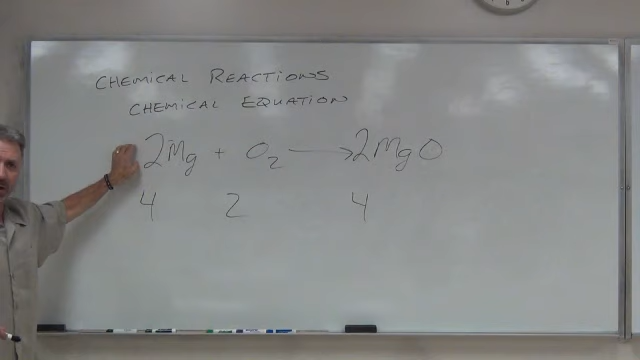 CHEMICAL REACTIONS
CHEMICAL EQUATION
2Mg + O₂ → 2MgO
4 2 4